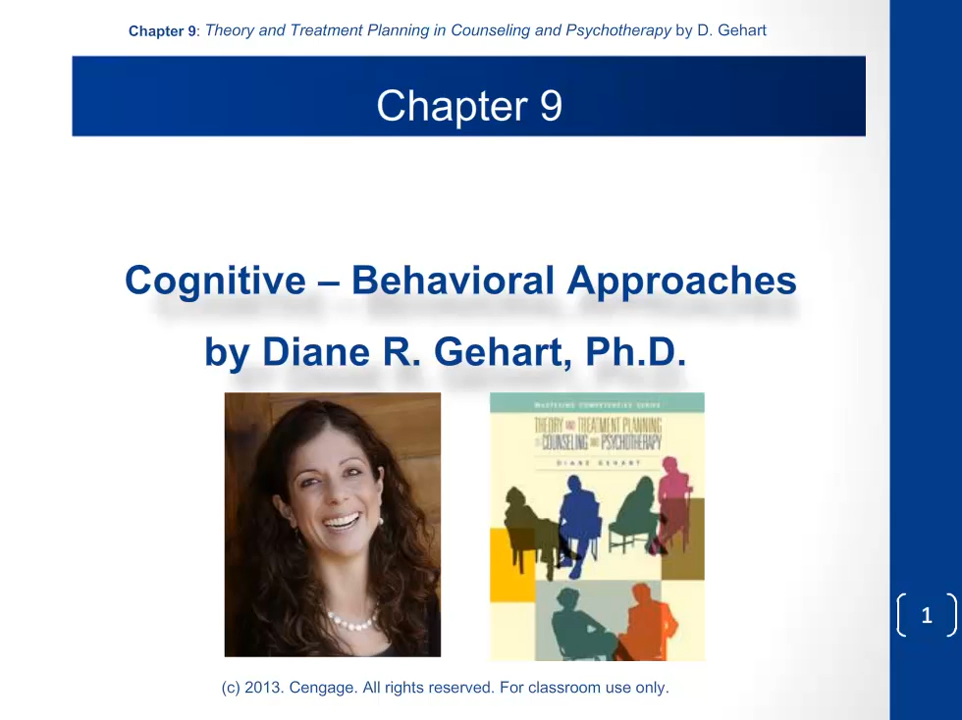 Chapter 9: Theory and Treatment Planning in Counseling and Psychotherapy by D. Gehart
Chapter 9
Cognitive – Behavioral Approaches
by Diane R. Gehart, Ph.D.
MASTERING COMPETENCIES SERIES
THEORY AND TREATMENT PLANNING
IN COUNSELING AND PSYCHOTHERAPY
DIANE GEHART
1
(c) 2013. Cengage. All rights reserved. For classroom use only.